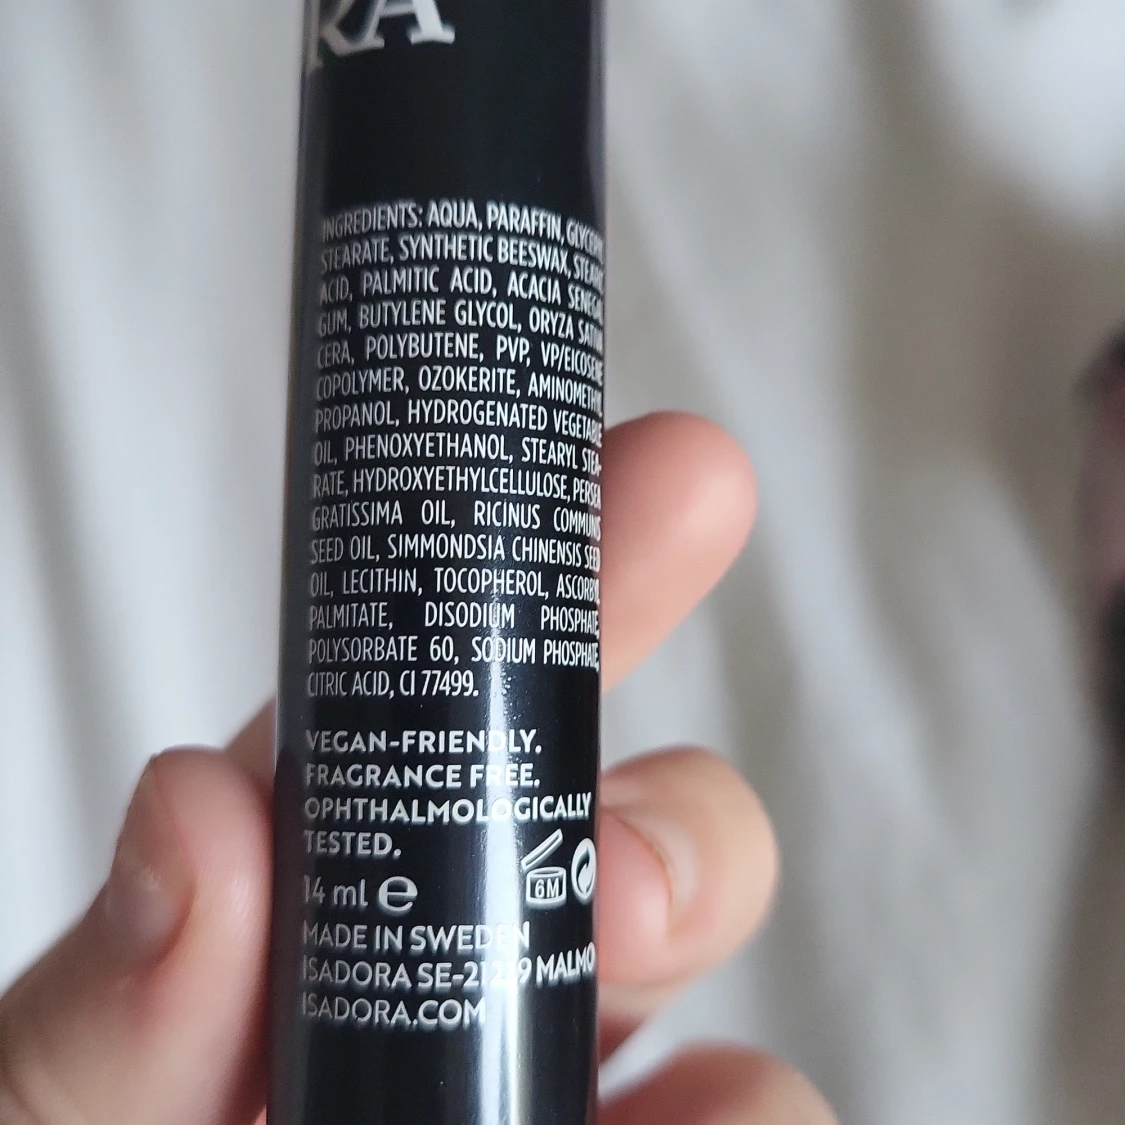 RA
INGREDIENTS: AQUA, PARAFFIN, GLYCERYL
STEARATE, SYNTHETIC BEESWAX, STEARIC
ACID, PALMITIC ACID, ACACIA SENEGAL
GUM, BUTYLENE GLYCOL, ORYZA SATIVA
CERA, POLYBUTENE, PVP, VP/EICOSENE
COPOLYMER, OZOKERITE, AMINOMETHYL
PROPANOL, HYDROGENATED VEGETABLE
OIL, PHENOXYETHANOL, STEARYL STEA-
RATE, HYDROXYETHYLCELLULOSE, PERSEA
GRATISSIMA OIL, RICINUS COMMUNIS
SEED OIL, SIMMONDSIA CHINENSIS SEED
OIL, LECITHIN, TOCOPHEROL, ASCORBYL
PALMITATE, DISODIUM PHOSPHATE,
POLYSORBATE 60, SODIUM PHOSPHATE,
CITRIC ACID, CI 77499.
VEGAN-FRIENDLY.
FRAGRANCE FREE.
OPHTHALMOLOGICALLY
TESTED.
14 ml e
6M
MADE IN SWEDEN
ISADORA MALMO
ISADORA.COM